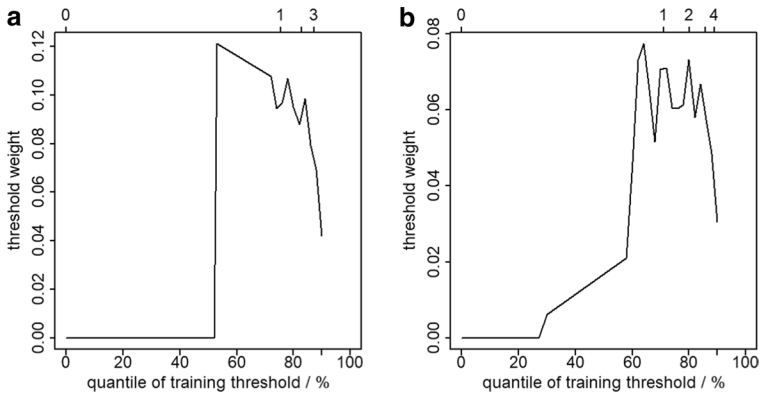 a
0 1 3
0.12
0.10
0.08
0.06
0.04
0.02
0.00
threshold weight
0 20 40 60 80 100
quantile of training threshold / %
b
0 1 2 4
0.08
0.06
0.04
0.02
0.00
threshold weight
0 20 40 60 80 100
quantile of training threshold / %